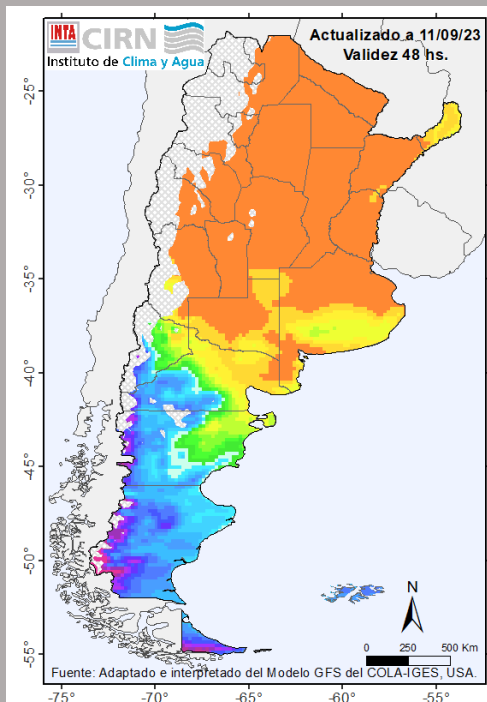 INTA CIRN
Instituto de Clima y Agua
Actualizado a 11/09/23
Validez 48 hs.
-25°
-30°
-35°
-40°
-45°
-50°
-55°
N
0 250 500 Km
Fuente: Adaptado e interpretado del Modelo GFS del COLA-IGES, USA.
-75° -70° -65° -60° -55°